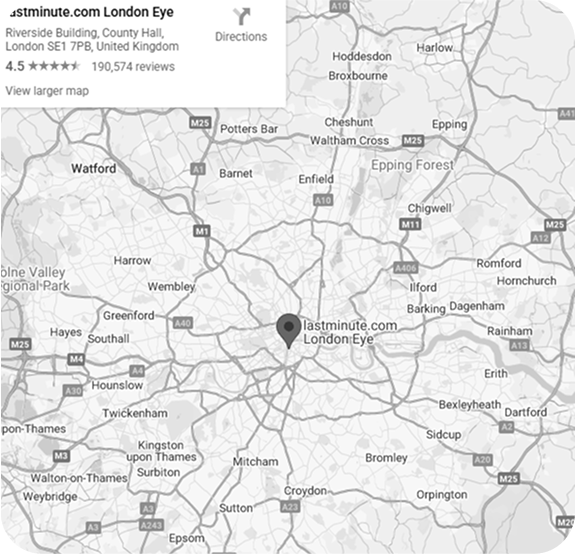 astminute.com London Eye
Riverside Building, County Hall,
London SE1 7PB, United Kingdom
4.5 ★★★★★ 190,574 reviews
View larger map
Directions
A10
Hoddesdon
Harlow
Broxbourne
A41
M25
Potters Bar
Cheshunt
Epping
Waltham Cross
M25
Watford
A1
Barnet
Enfield
Epping Forest
A10
Chigwell
M1
M11
M25
A12
Harrow
A406
Romford
olne Valley
gional Park
Wembley
Ilford
Hornchurch
Greenford
Barking
Dagenham
A40
lastminute.com
London Eye
Hayes
Southall
Rainham
M25
A13
M4
A4
Erith
A30
Hounslow
Twickenham
Bexleyheath
Dartford
pon-Thames
A2
Sidcup
Kingston
upon Thames
M3
Mitcham
Bromley
A20
Surbiton
Walton-on-Thames
M25
Weybridge
Croydon
Orpington
A3
Sutton
A23
A3
A243
M20
Epsom